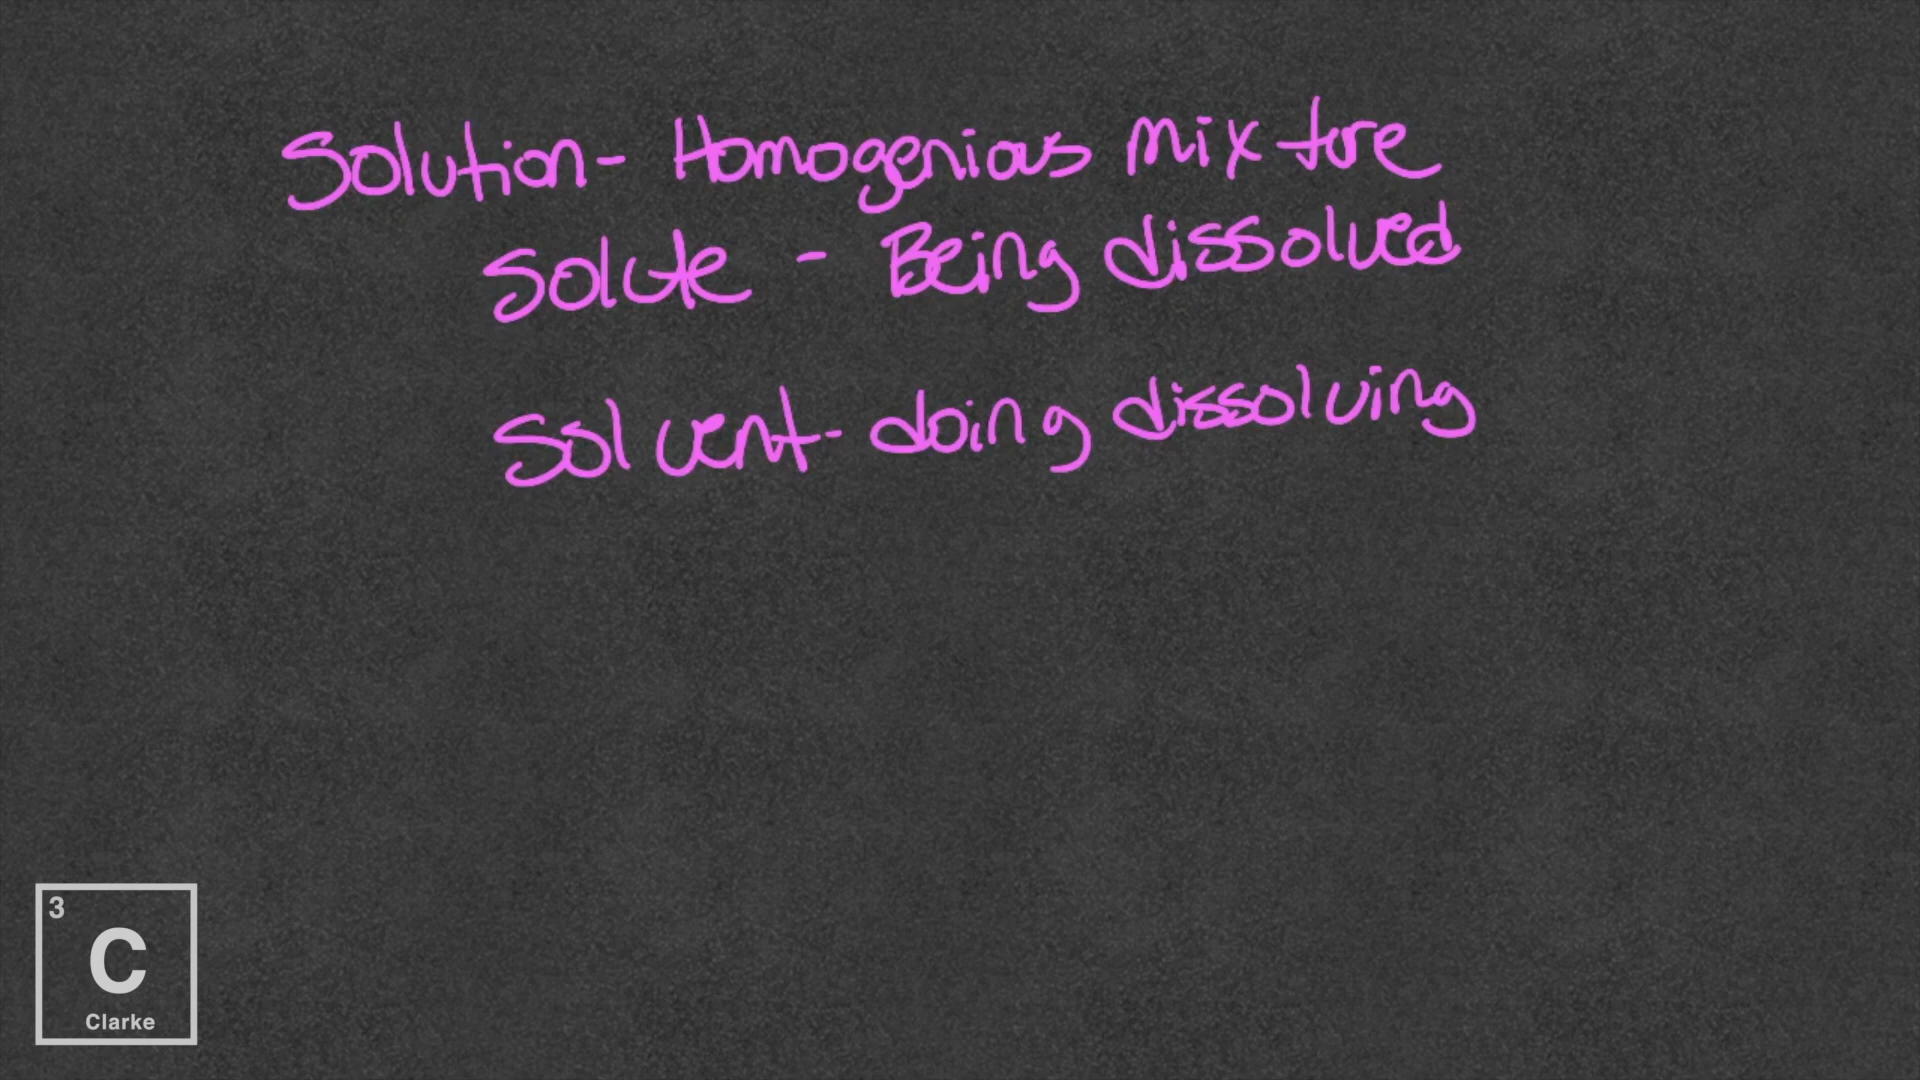 Solution- Homogenious mixture
Solute - Being dissolved
Solvent- doing dissolving
3
C
Clarke